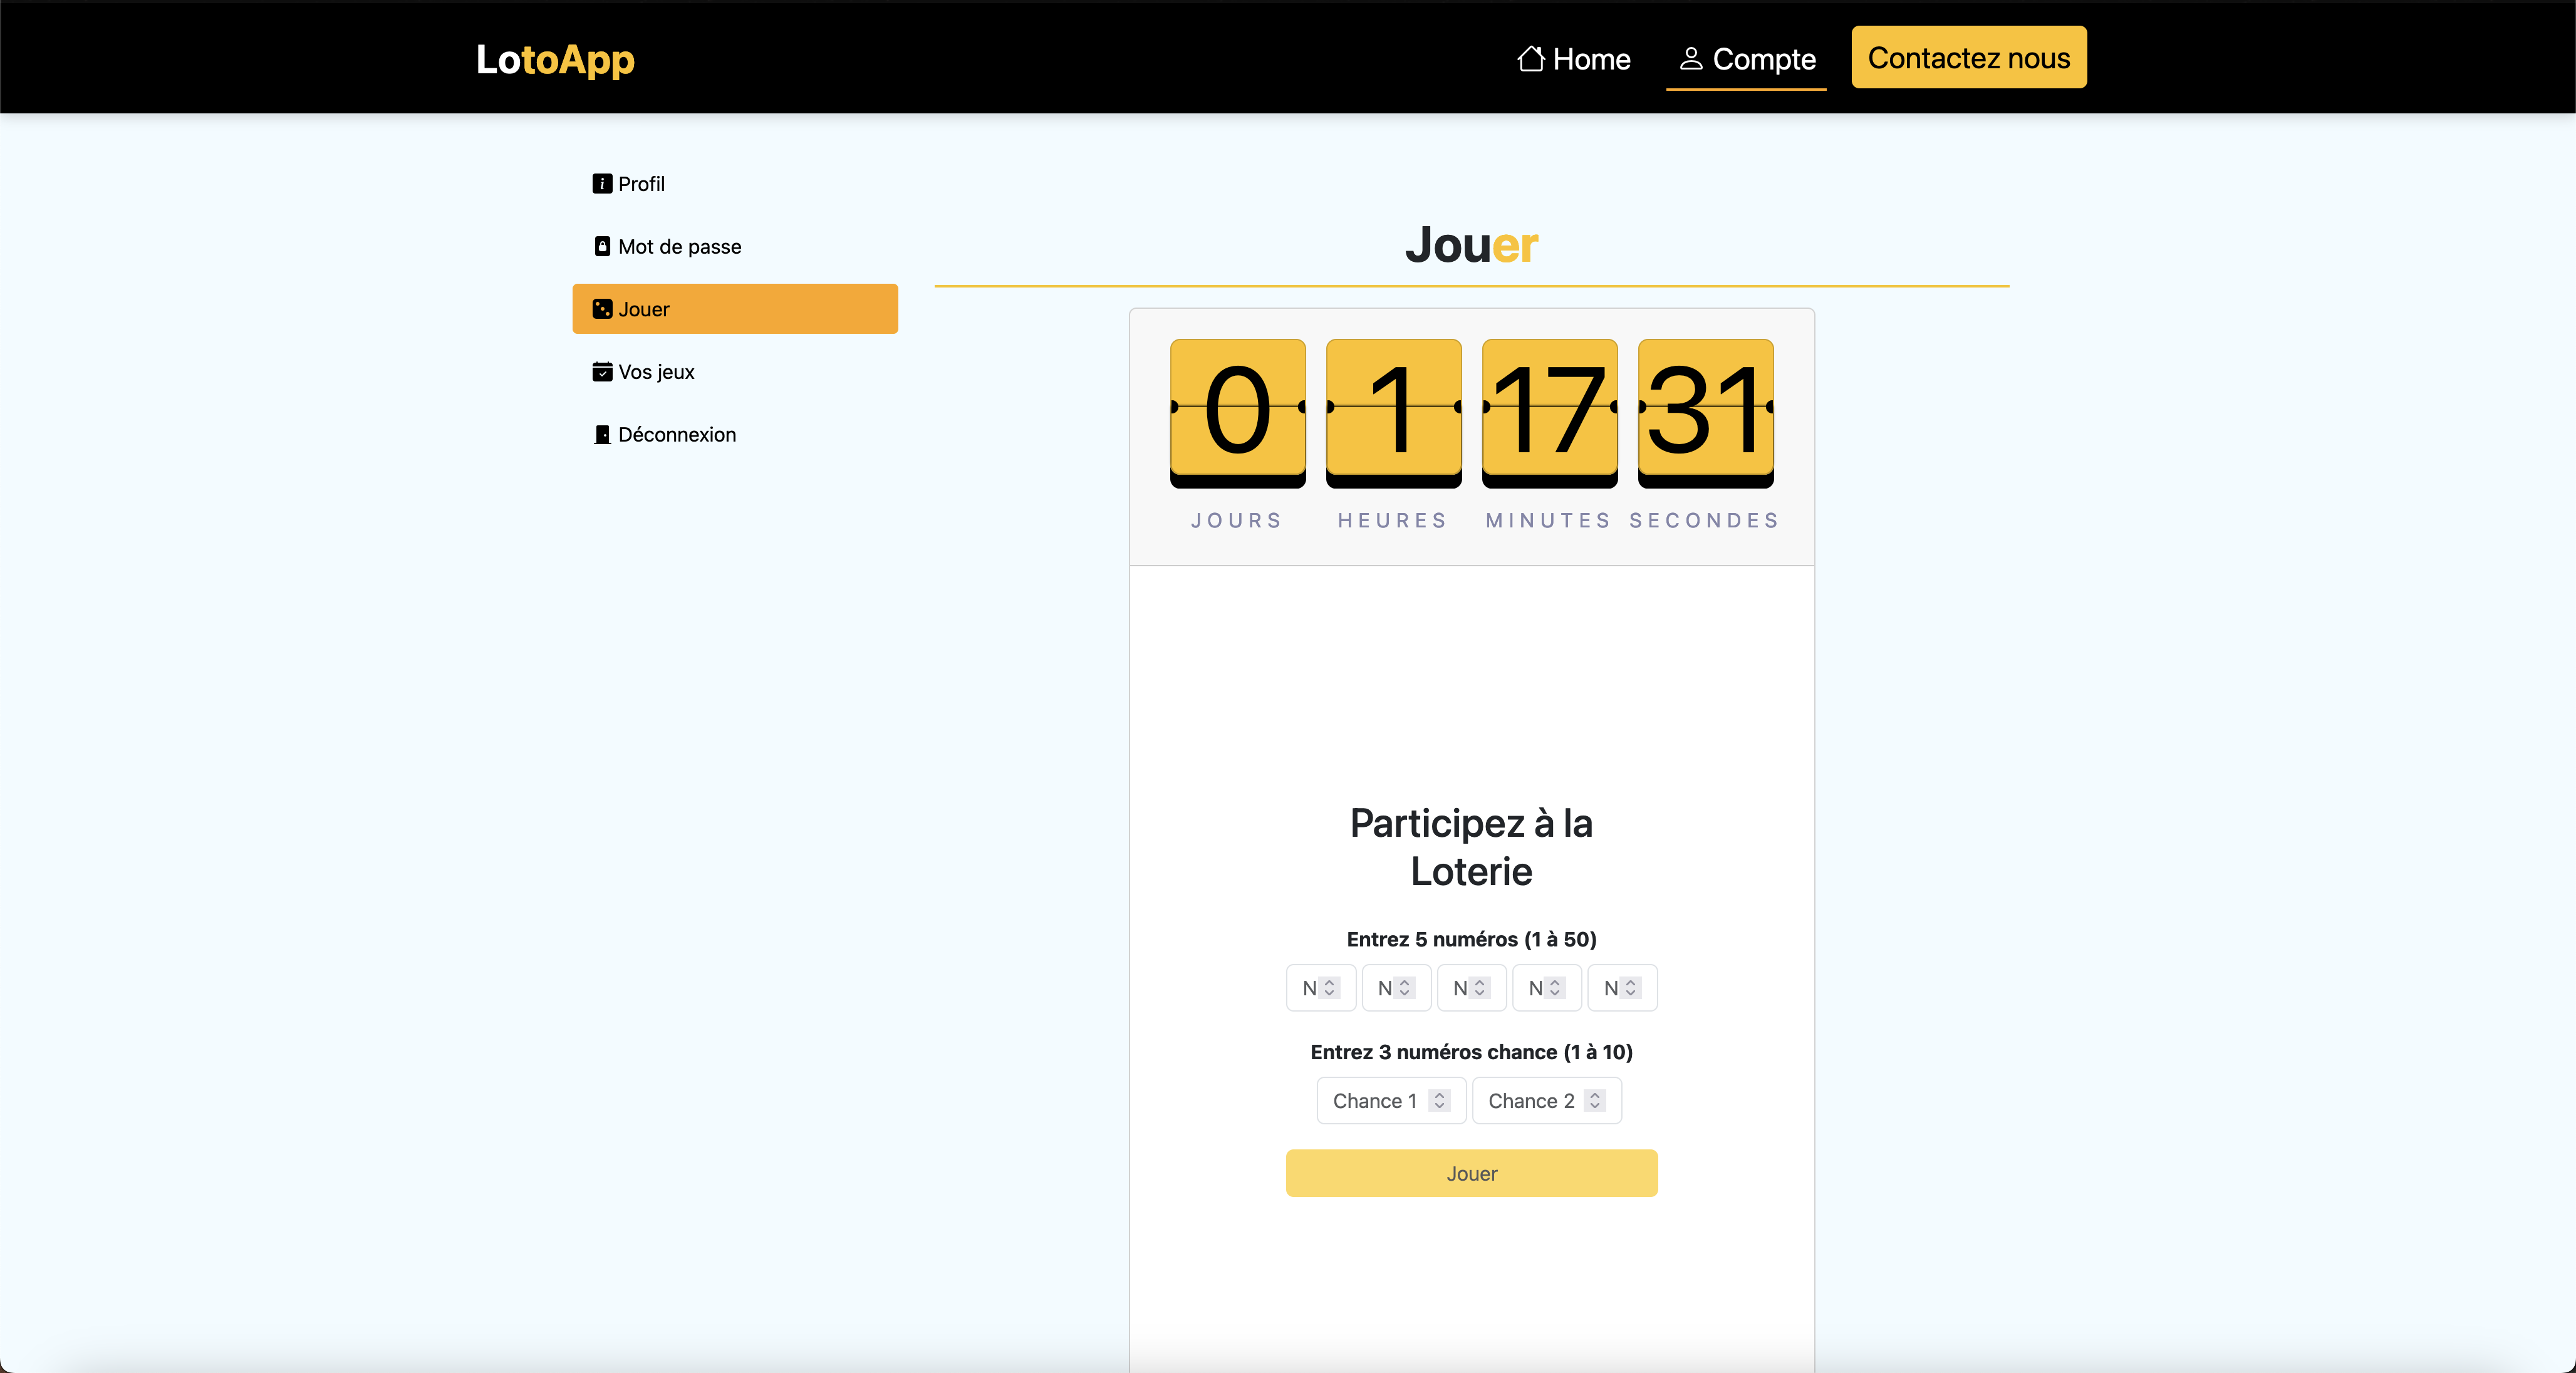 LotoApp
Home
Compte
Contactez nous
Profil
Mot de passe
Jouer
Vos jeux
Déconnexion
Jouer
0 1 17 31
JOURS HEURES MINUTES SECONDES
Participez à la
Loterie
Entrez 5 numéros (1 à 50)
N N N N N
Entrez 3 numéros chance (1 à 10)
Chance 1 Chance 2
Jouer